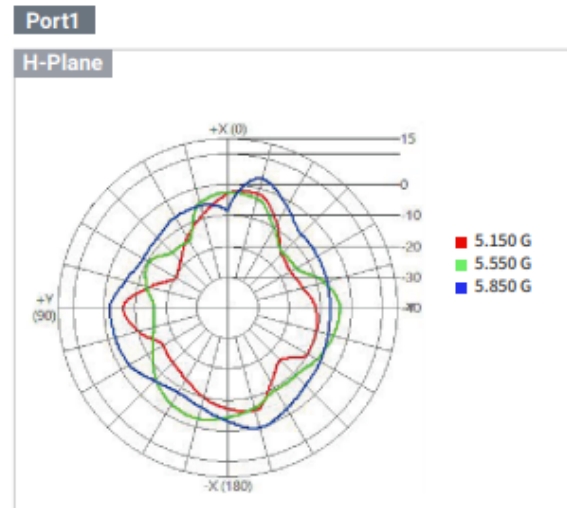 Port1
H-Plane
+X (0)
15
0
-10
-20
-30
+Y
(90)
5.150 G
5.550 G
5.850 G
-X (180)